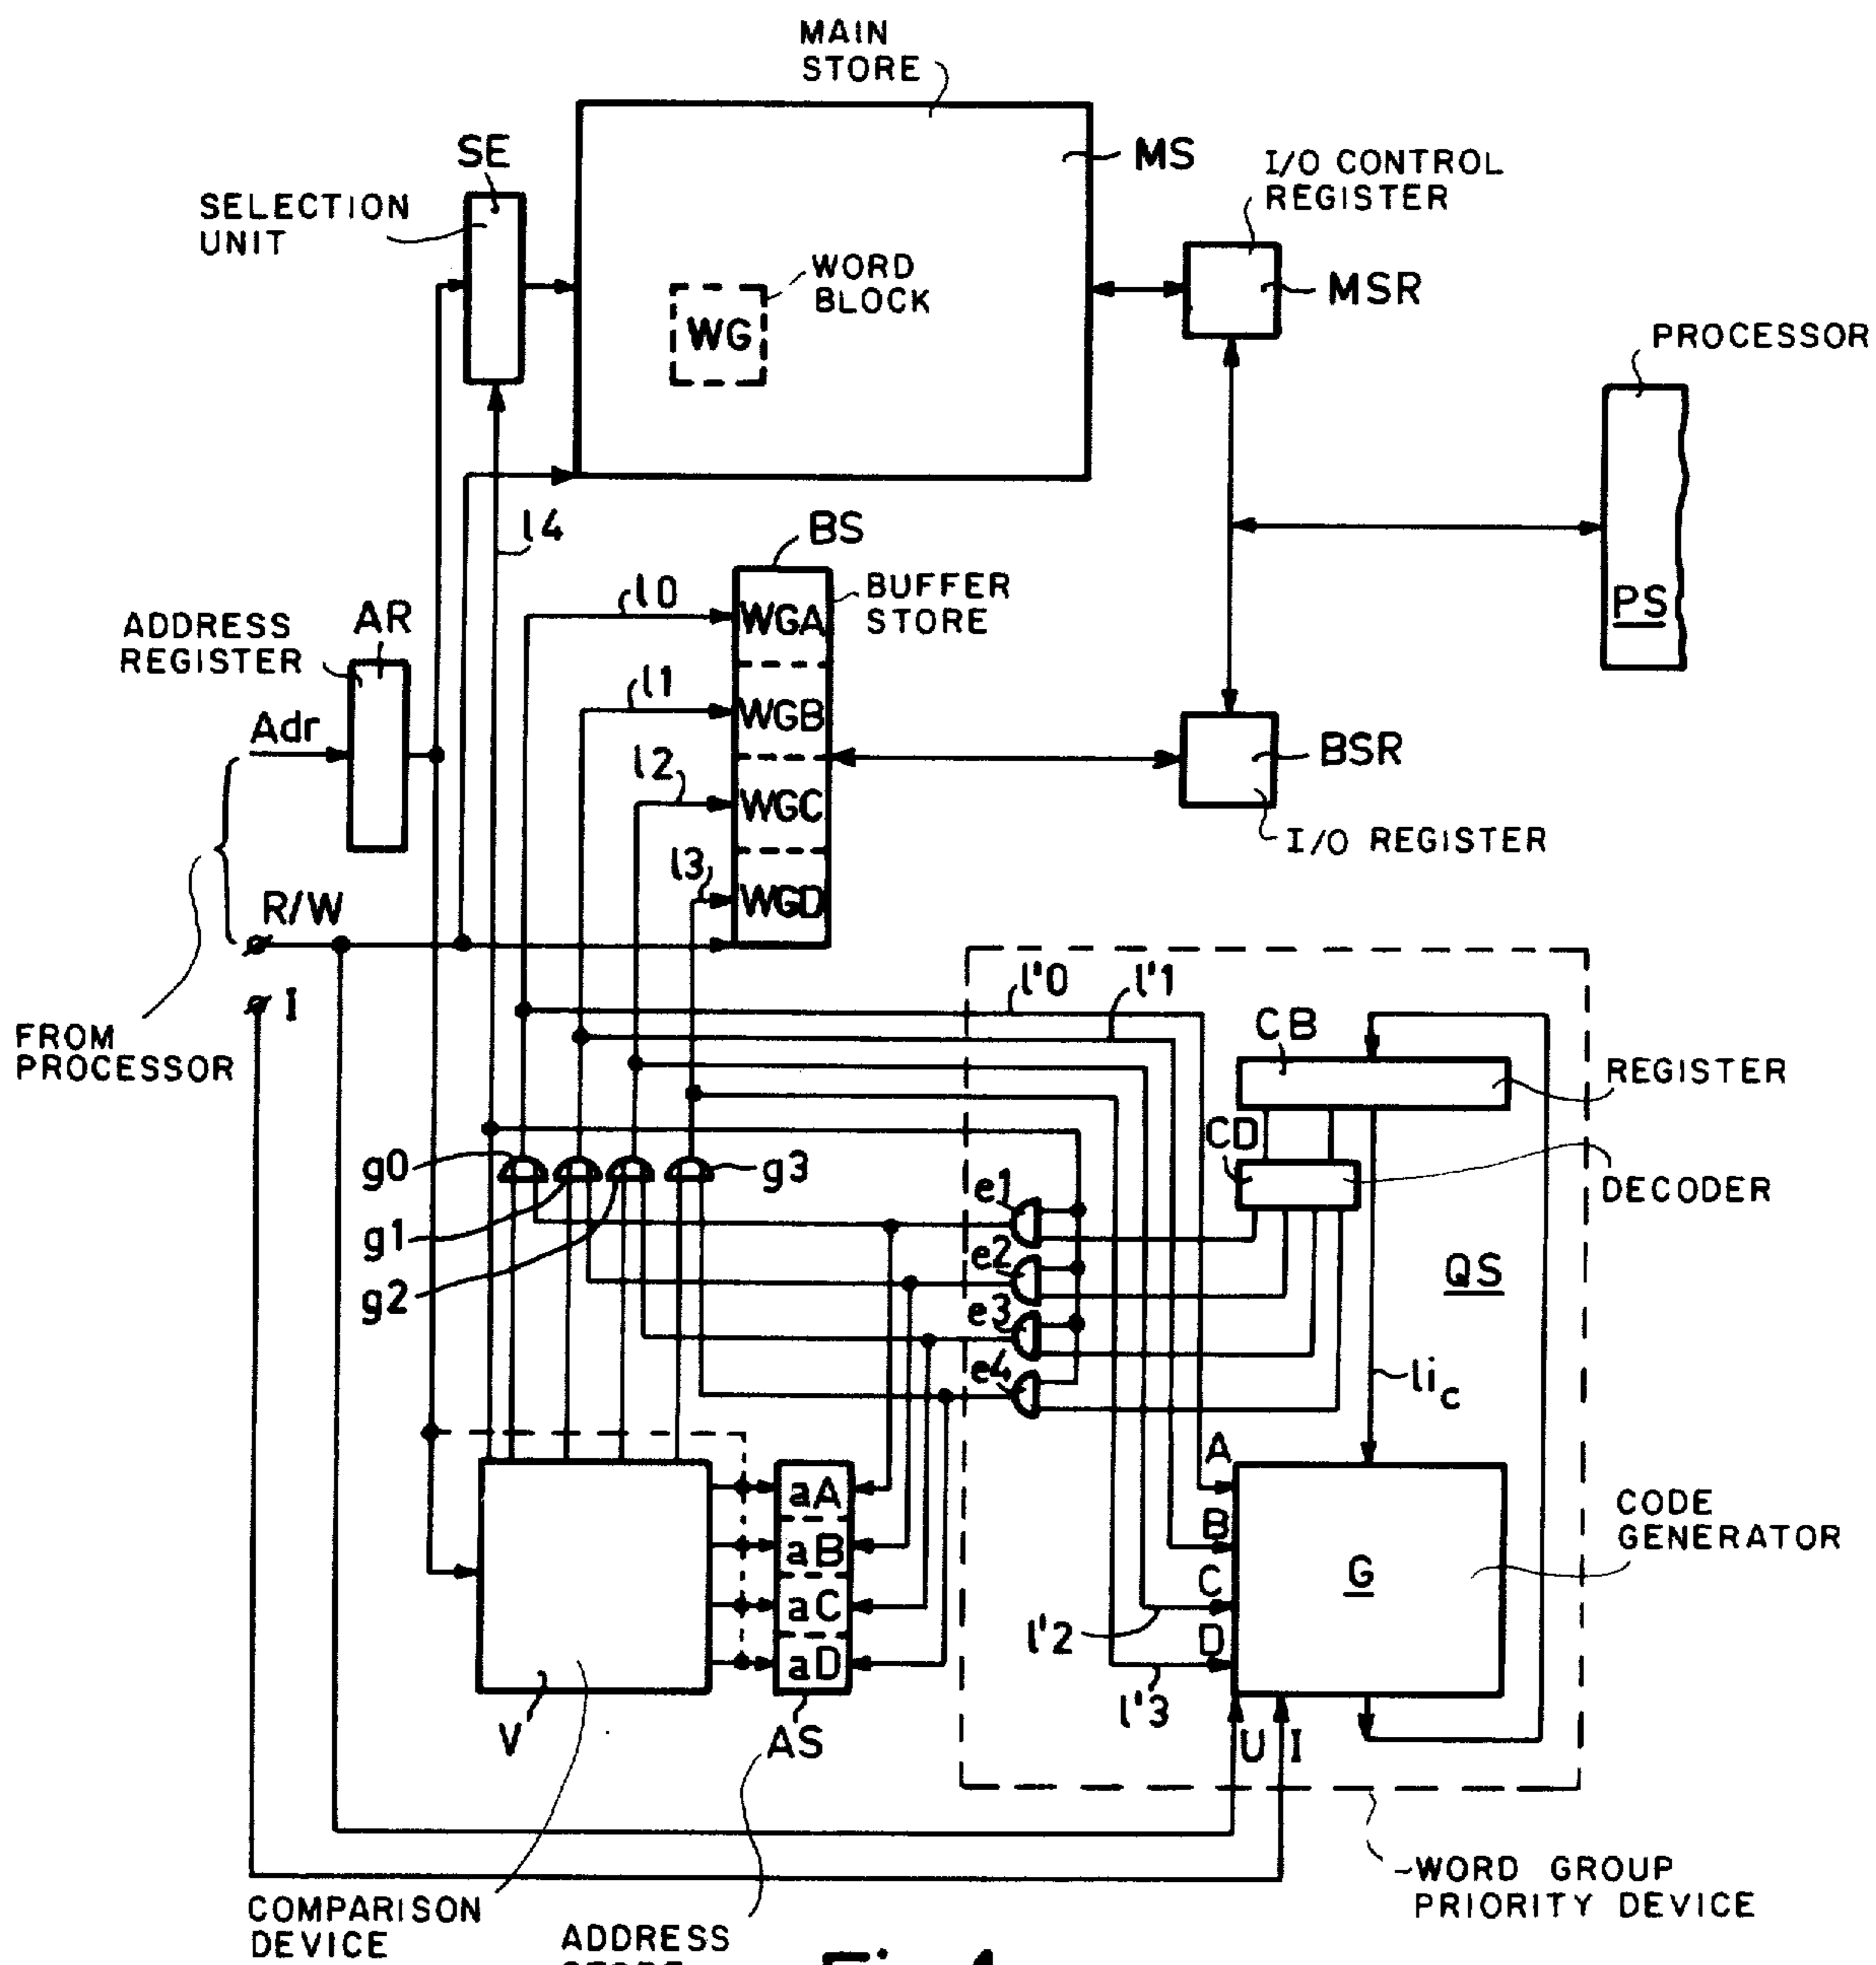 MAIN
STORE
SE
MS
I/O CONTROL
REGISTER
SELECTION
UNIT
WORD
BLOCK
WG
MSR
PROCESSOR
l4
BS
BUFFER
STORE
l0
WGA
PS
ADDRESS
REGISTER
AR
l1
WGB
Adr
l2
WGC
BSR
I/O REGISTER
l3
WGD
R/W
I
FROM
PROCESSOR
l'0
l'1
CB
REGISTER
CD
DECODER
g0
g3
e1
g1
e2
QS
g2
e3
e4
lic
A
aA
B
aB
CODE
GENERATOR
G
C
aC
l'2
D
aD
l'3
V
AS
U I
WORD GROUP
PRIORITY DEVICE
COMPARISON
DEVICE
ADDRESS